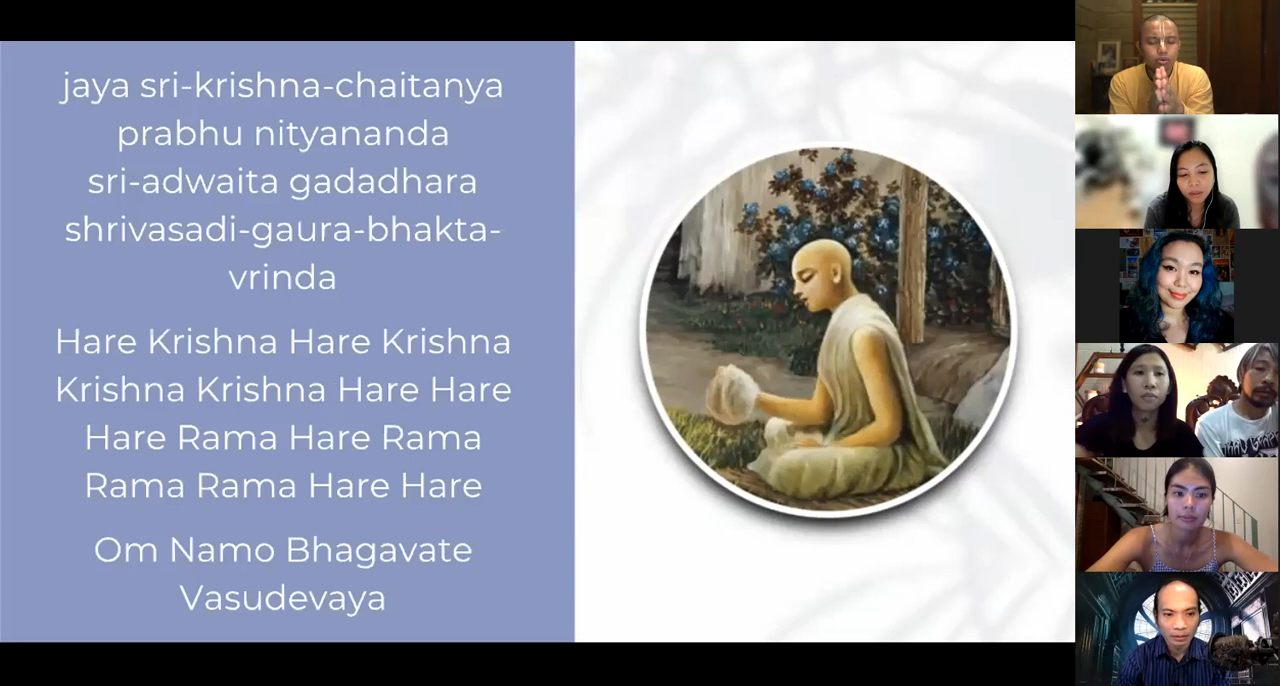 jaya sri-krishna-chaitanya
prabhu nityananda
sri-adwaita gadadhara
shrivasadi-gaura-bhakta-
vrinda
Hare Krishna Hare Krishna
Krishna Krishna Hare Hare
Hare Rama Hare Rama
Rama Rama Hare Hare
Om Namo Bhagavate
Vasudevaya